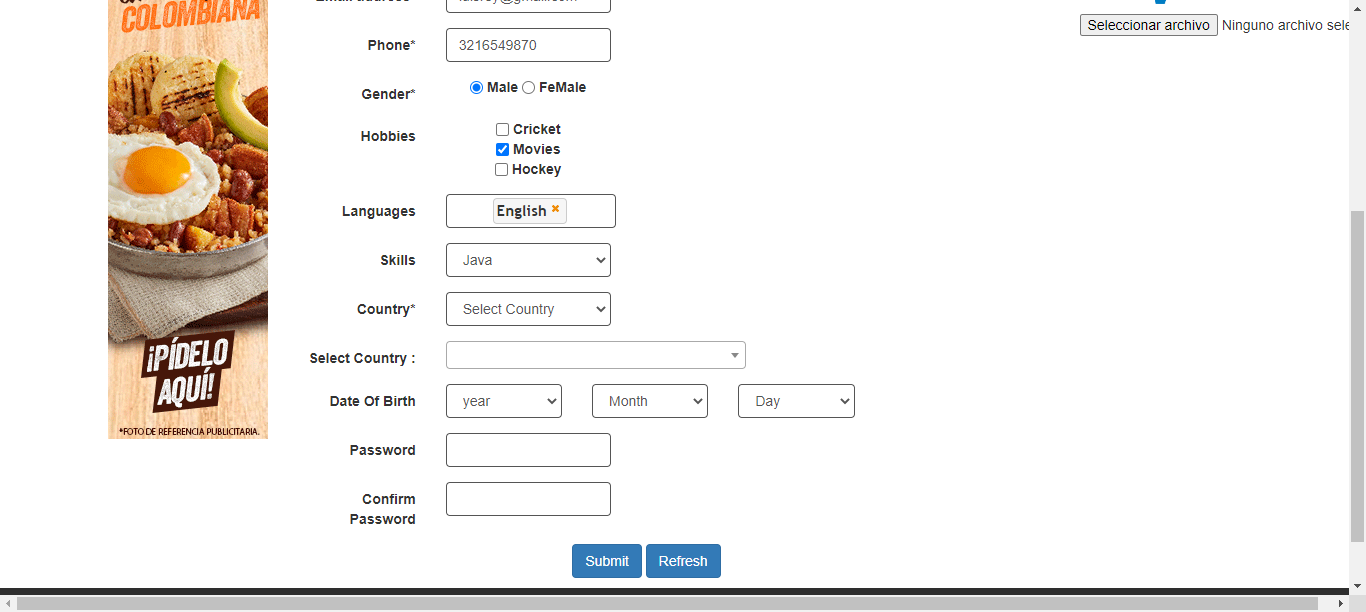 COLOMBIANA
Seleccionar archivo Ninguno archivo sele
Phone*
3216549870
Gender*
Male FeMale
Hobbies
Cricket
Movies
Hockey
Languages
English ✖
Skills
Java
Country*
Select Country
¡PÍDELO
AQUÍ!
Select Country :
Date Of Birth
year Month Day
*FOTO DE REFERENCIA PUBLICITARIA.
Password
Confirm
Password
Submit Refresh